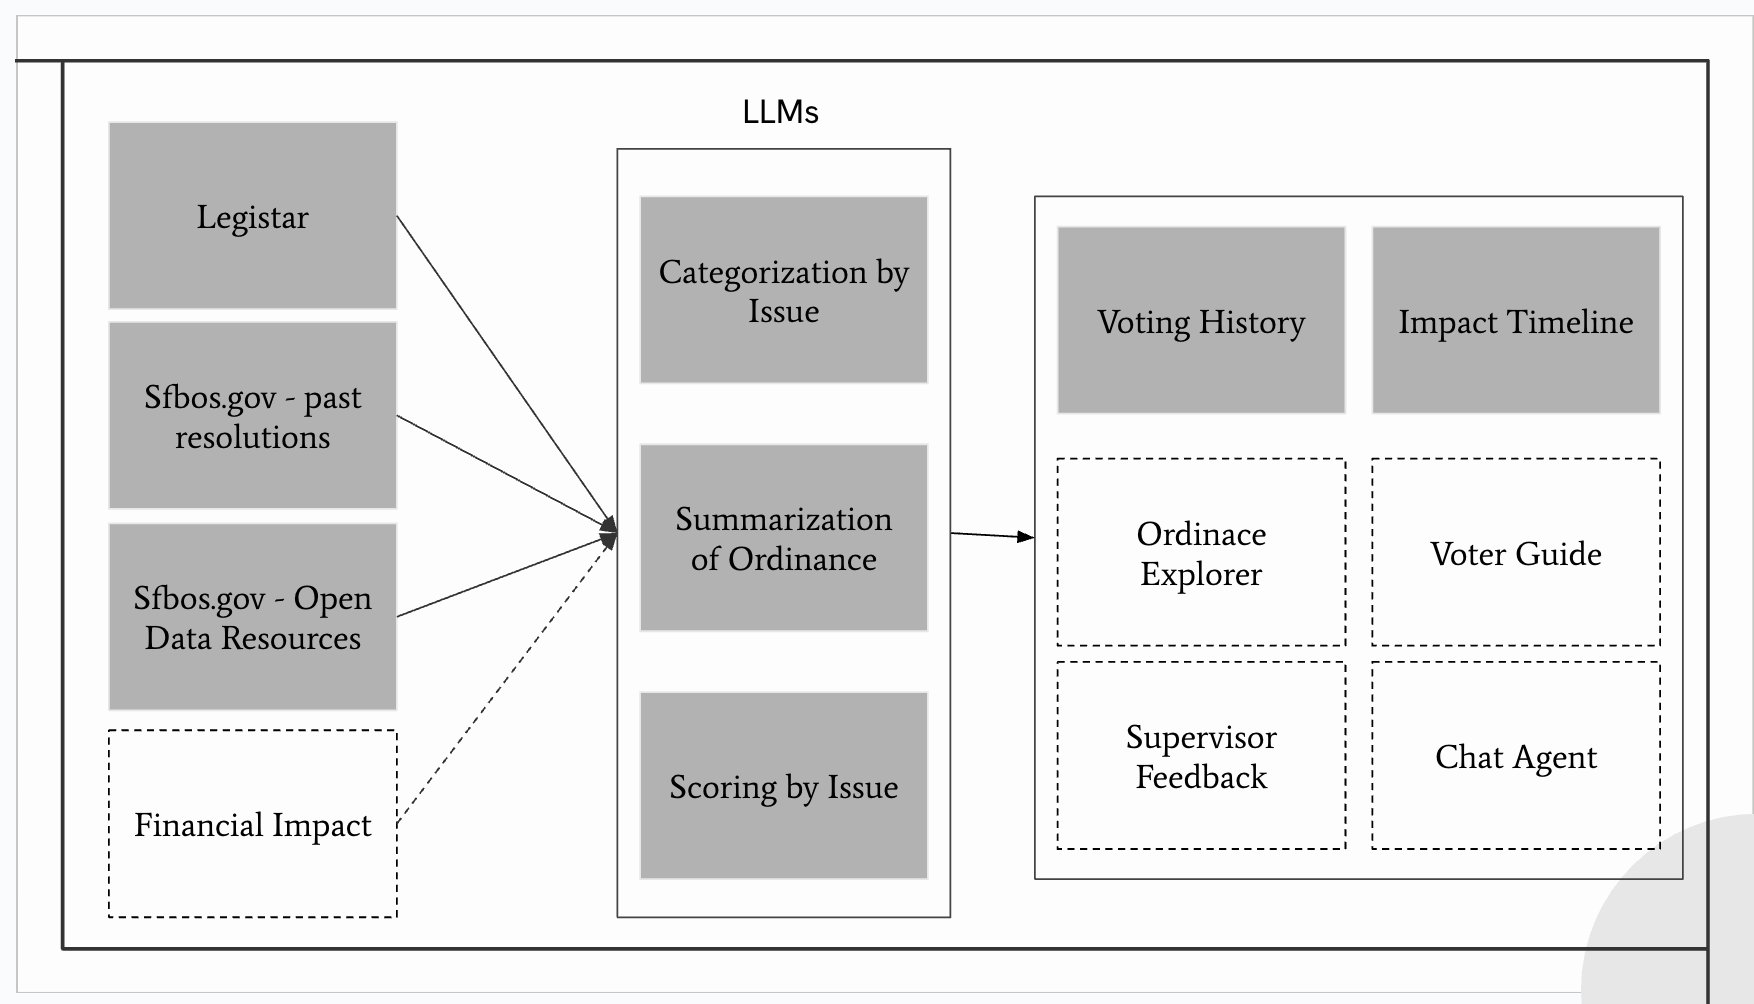 LLMs
Legistar
Sfbos.gov - past
resolutions
Sfbos.gov - Open
Data Resources
Financial Impact
Categorization by
Issue
Summarization
of Ordinance
Scoring by Issue
Voting History
Impact Timeline
Ordinace
Explorer
Voter Guide
Supervisor
Feedback
Chat Agent